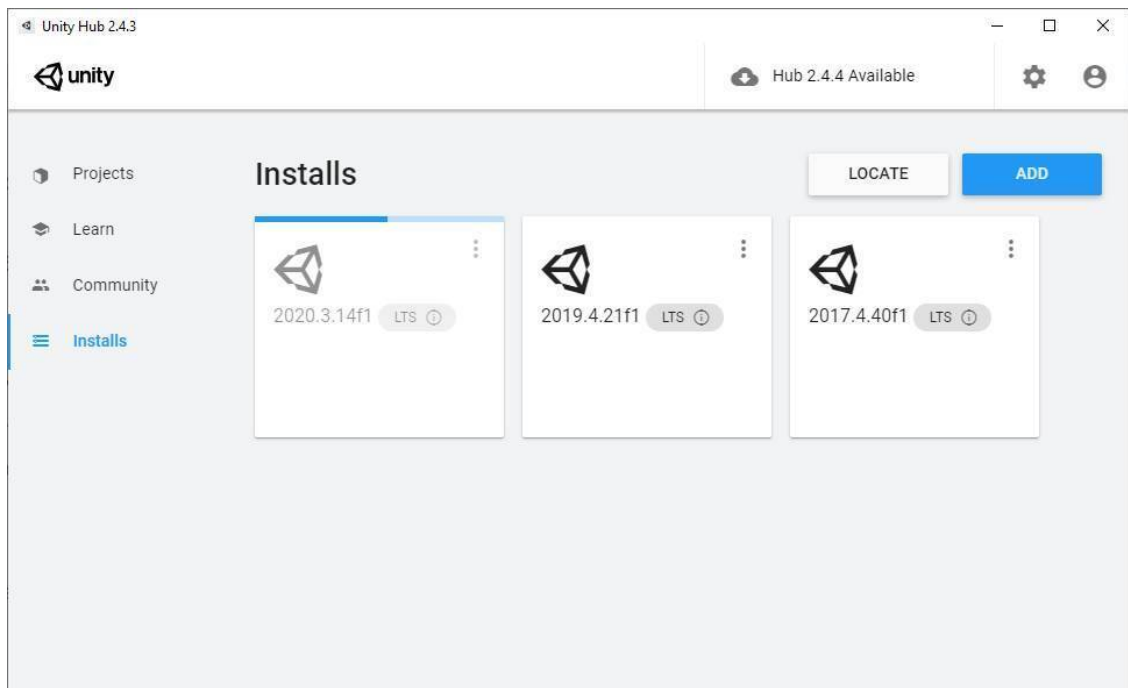 Unity Hub 2.4.3
unity
Hub 2.4.4 Available
Projects
Learn
Community
Installs
Installs
LOCATE
ADD
2020.3.14f1 LTS
2019.4.21f1 LTS
2017.4.40f1 LTS